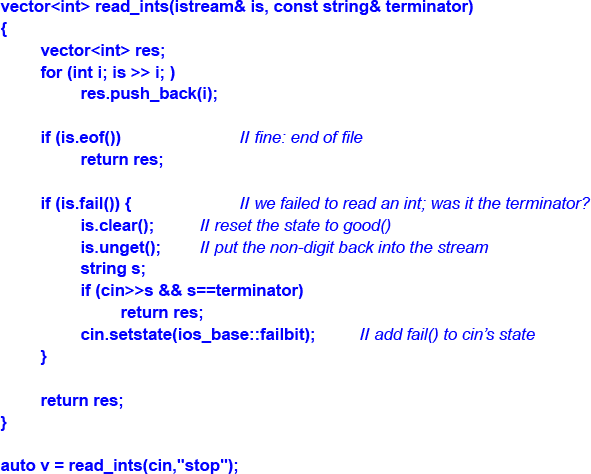 vector<int> read_ints(istream& is, const string& terminator)
{
vector<int> res;
for (int i; is >> i; )
res.push_back(i);
if (is.eof()) // fine: end of file
return res;
if (is.fail()) { // we failed to read an int; was it the terminator?
is.clear(); // reset the state to good()
is.unget(); // put the non-digit back into the stream
string s;
if (cin>>s && s==terminator)
return res;
cin.setstate(ios_base::failbit); // add fail() to cin’s state
}
return res;
}
auto v = read_ints(cin,"stop");